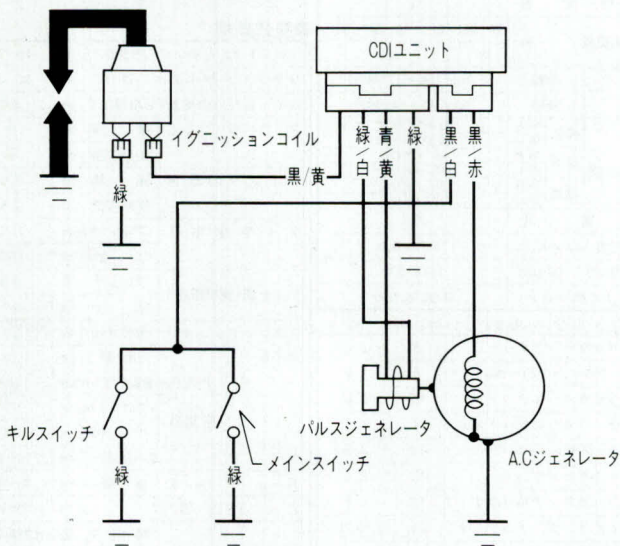 CDIユニット
イグニッションコイル
緑/白
青/黄
緑
黒/白
黒/赤
黒/黄
緑
キルスイッチ
メインスイッチ
緑
緑
パルスジェネレータ
A.Cジェネレータ